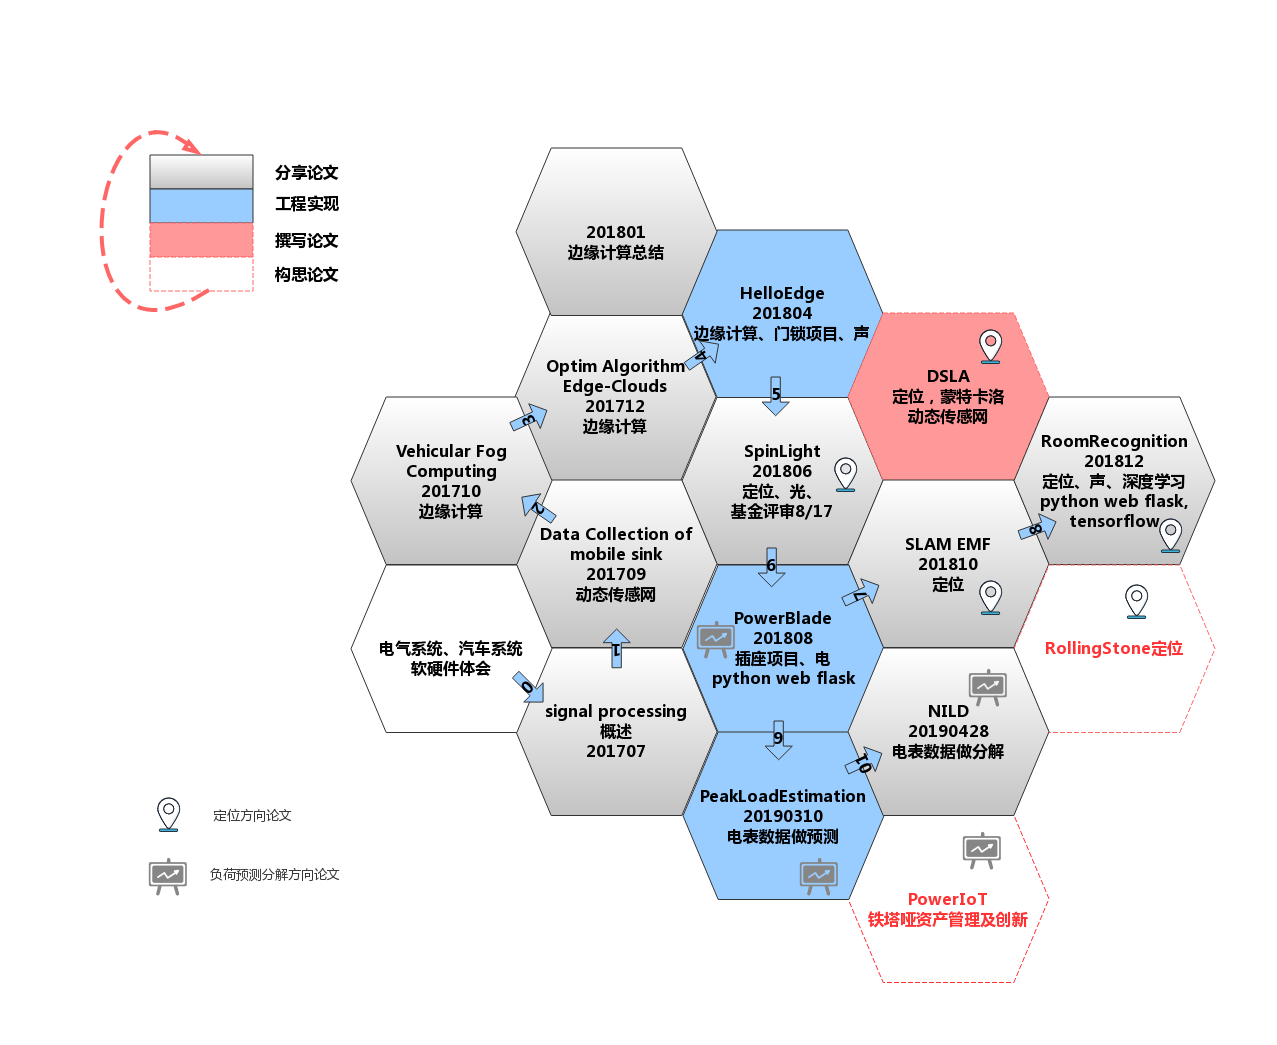 分享论文
工程实现
撰写论文
构思论文
201801
边缘计算总结
HelloEdge
201804
边缘计算、门锁项目、声
Optim Algorithm
Edge-Clouds
201712
边缘计算
4
5
DSLA
定位，蒙特卡洛
动态传感网
Vehicular Fog
Computing
201710
边缘计算
3
2
SpinLight
201806
定位、光、
基金评审8/17
RoomRecognition
201812
定位、声、深度学习
python web flask,
tensorflow
8
Data Collection of
mobile sink
201709
动态传感网
6
SLAM EMF
201810
定位
7
电气系统、汽车系统
软硬件体会
0
1
PowerBlade
201808
插座项目、电
python web flask
RollingStone定位
signal processing
概述
201707
9
NILD
20190428
电表数据做分解
10
PeakLoadEstimation
20190310
电表数据做预测
定位方向论文
负荷预测分解方向论文
PowerIoT
铁塔哑资产管理及创新